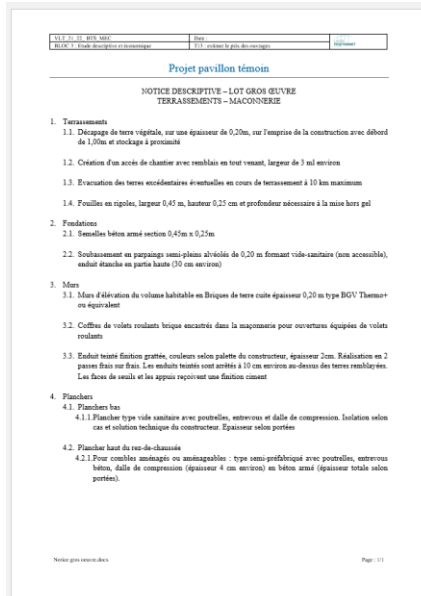 VLT_21_22 - BTS_MEC
Date :
BLOC 3 : Etude descriptive et économique
T13 : estimer le prix des ouvrages
Projet pavillon témoin
NOTICE DESCRIPTIVE – LOT GROS ŒUVRE
TERRASSEMENTS – MACONNERIE
1. Terrassements
1.1. Décapage de terre végétale, sur une épaisseur de 0,20m, sur l'emprise de la construction avec débord
de 1,00m et stockage à proximité
1.2. Création d'un accès de chantier avec remblais en tout venant, largeur de 3 ml environ
1.3. Evacuation des terres excédentaires éventuelles en cours de terrassement à 10 km maximum
1.4. Fouilles en rigoles, largeur 0,45 m, hauteur 0,25 cm et profondeur nécessaire à la mise hors gel
2. Fondations
2.1. Semelles béton armé section 0,45m x 0,25m
2.2. Soubassement en parpaings semi-pleins alvéolés de 0,20 m formant vide-sanitaire (non accessible),
enduit étanche en partie haute (30 cm environ)
3. Murs
3.1. Murs d'élévation du volume habitable en Briques de terre cuite épaisseur 0,20 m type BGV Thermo+
ou équivalent
3.2. Coffres de volets roulants brique encastrés dans la maçonnerie pour ouvertures équipées de volets
roulants
3.3. Enduit teinté finition grattée, couleurs selon palette du constructeur, épaisseur 2cm. Réalisation en 2
passes frais sur frais. Les enduits teintés sont arrêtés à 10 cm environ au-dessus des terres remblayées.
Les faces de seuils et les appuis reçoivent une finition ciment
4. Planchers
4.1. Planchers bas
4.1.1.Plancher type vide sanitaire avec poutrelles, entrevous et dalle de compression. Isolation selon
cas et solution technique du constructeur. Epaisseur selon portées
4.2. Plancher haut du rez-de-chaussée
4.2.1.Pour combles aménagés ou aménageables : type semi-préfabriqué avec poutrelles, entrevous
béton, dalle de compression (épaisseur 4 cm environ) en béton armé (épaisseur totale selon
portées).
Notice gros oeuvre.docx
Page : 1/1